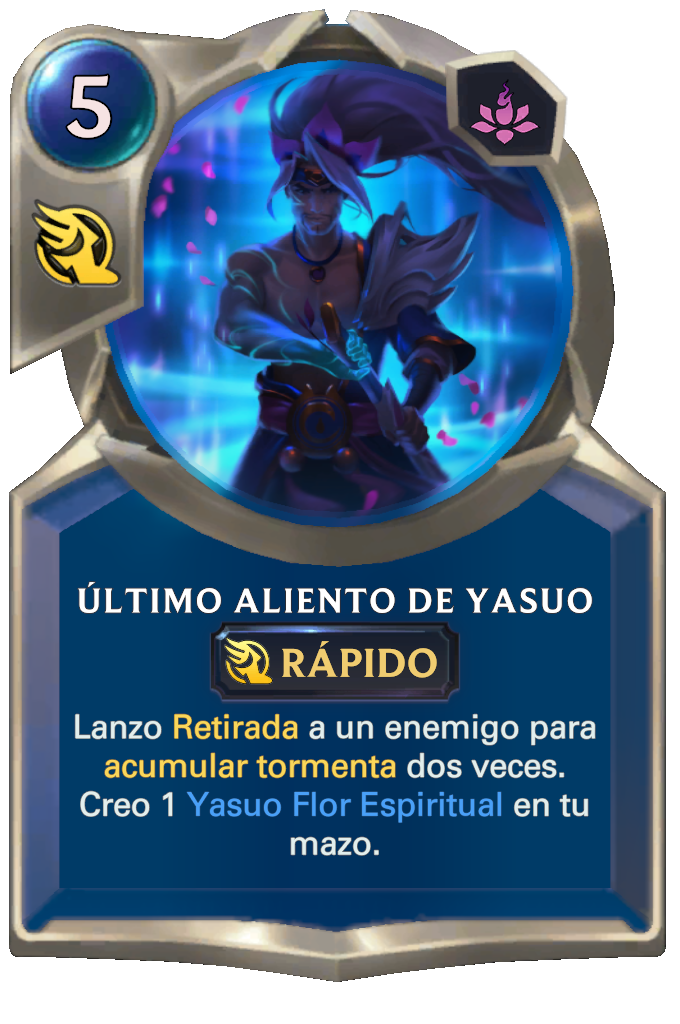 5
ÚLTIMO ALIENTO DE YASUO
RÁPIDO
Lanzo Retirada a un enemigo para
acumular tormenta dos veces.
Creo 1 Yasuo Flor Espiritual en tu
mazo.